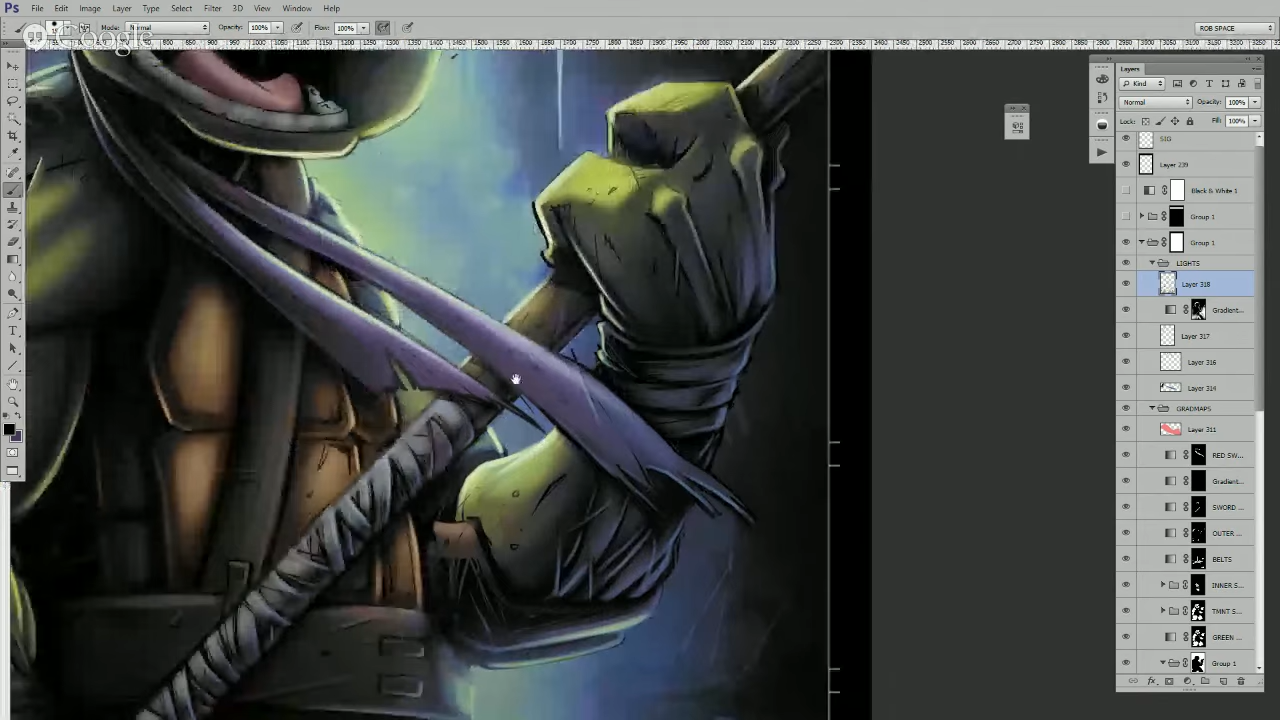 Ps File Edit Image Layer Type Select Filter 3D View Window Help
Mode: Normal Opacity: 100% Flow: 100% ROB SPACE
Google
Layers
Kind
Normal Opacity: 100%
Lock: Fill: 100%
SIG
Layer 239
Black & White 1
Group 1
Group 1
LIGHTS
Layer 318
Gradient...
Layer 317
Layer 316
Layer 314
GRADMAPS
Layer 311
RED SW...
Gradient...
SWORD ...
OUTER ...
BELTS
INNER S...
TMNT S...
GREEN ...
Group 1